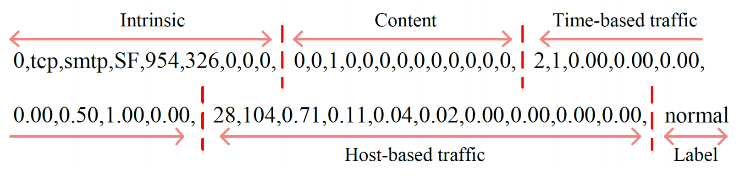 Intrinsic Content Time-based traffic
0,tcp,smtp,SF,954,326,0,0,0, 0,0,1,0,0,0,0,0,0,0,0,0,0, 2,1,0.00,0.00,0.00,
0.00,0.50,1.00,0.00, 28,104,0.71,0.11,0.04,0.02,0.00,0.00,0.00,0.00, normal
Host-based traffic Label